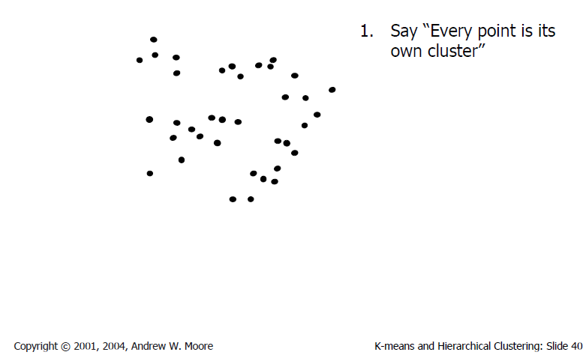 1. Say “Every point is its
own cluster”
Copyright © 2001, 2004, Andrew W. Moore
K-means and Hierarchical Clustering: Slide 40